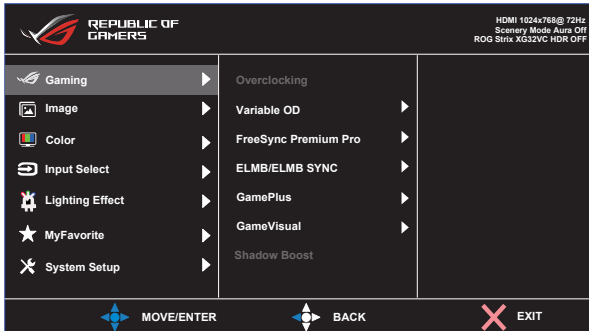 REPUBLIC OF
GAMERS
HDMI 1024x768@ 72Hz
Scenery Mode Aura Off
ROG Strix XG32VC HDR OFF
Gaming
Image
Color
Input Select
Lighting Effect
MyFavorite
System Setup
Overclocking
Variable OD
FreeSync Premium Pro
ELMB/ELMB SYNC
GamePlus
GameVisual
Shadow Boost
MOVE/ENTER
BACK
EXIT